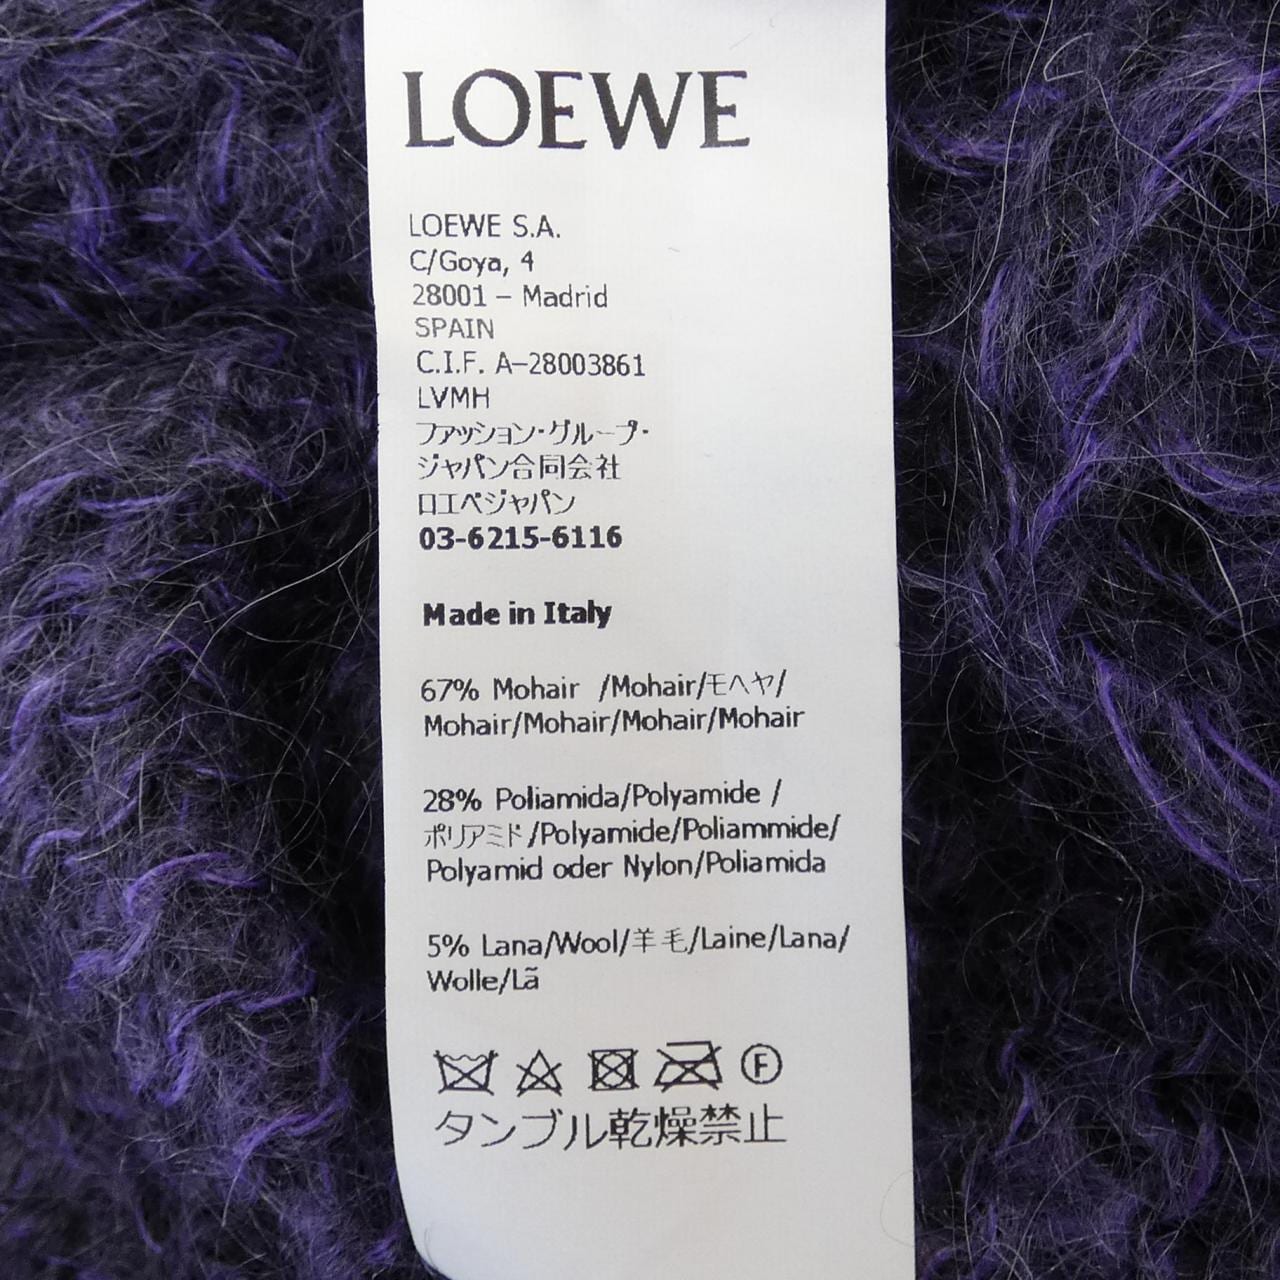 LOEWE
LOEWE S.A.
C/Goya, 4
28001 – Madrid
SPAIN
C.I.F. A–28003861
LVMH
ファッション・グループ・
ジャパン合同会社
ロエベジャパン
03-6215-6116
Made in Italy
67% Mohair /Mohair/モヘヤ/
Mohair/Mohair/Mohair/Mohair
28% Poliamida/Polyamide /
ポリアミド/Polyamide/Poliammide/
Polyamid oder Nylon/Poliamida
5% Lana/Wool/羊毛/Laine/Lana/
Wolle/Lã
F
タンブル乾燥禁止